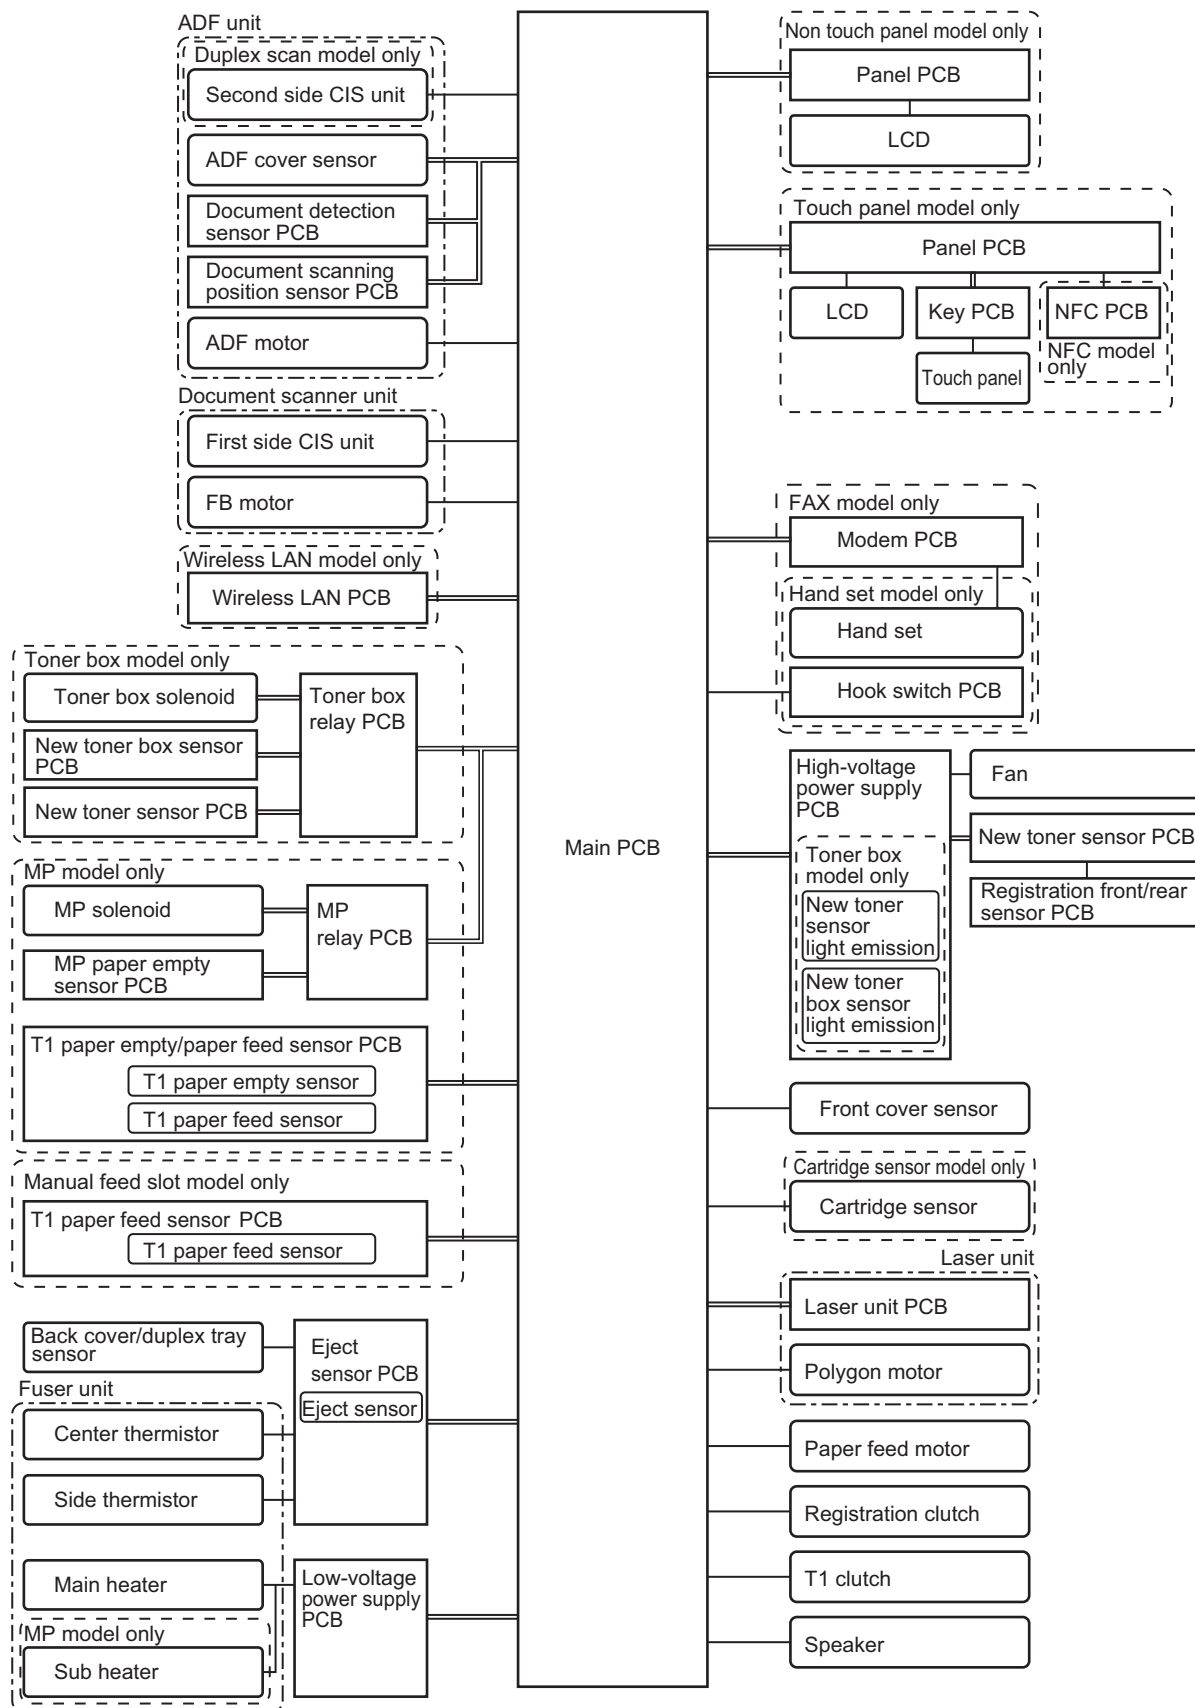 ADF unit
Duplex scan model only
Second side CIS unit
ADF cover sensor
Document detection
sensor PCB
Document scanning
position sensor PCB
ADF motor
Document scanner unit
First side CIS unit
FB motor
Wireless LAN model only
Wireless LAN PCB
Toner box model only
Toner box solenoid
Toner box
relay PCB
New toner box sensor
PCB
New toner sensor PCB
MP model only
MP solenoid
MP
relay PCB
MP paper empty
sensor PCB
T1 paper empty/paper feed sensor PCB
T1 paper empty sensor
T1 paper feed sensor
Manual feed slot model only
T1 paper feed sensor PCB
T1 paper feed sensor
Back cover/duplex tray
sensor
Eject
sensor PCB
Eject sensor
Fuser unit
Center thermistor
Side thermistor
Main heater
Low-voltage
power supply
PCB
MP model only
Sub heater
Main PCB
Non touch panel model only
Panel PCB
LCD
Touch panel model only
Panel PCB
LCD
Key PCB
NFC PCB
NFC model
only
Touch panel
FAX model only
Modem PCB
Hand set model only
Hand set
Hook switch PCB
High-voltage
power supply
PCB
Fan
New toner sensor PCB
Registration front/rear
sensor PCB
Toner box
model only
New toner
sensor
light emission
New toner
box sensor
light emission
Front cover sensor
Cartridge sensor model only
Cartridge sensor
Laser unit
Laser unit PCB
Polygon motor
Paper feed motor
Registration clutch
T1 clutch
Speaker